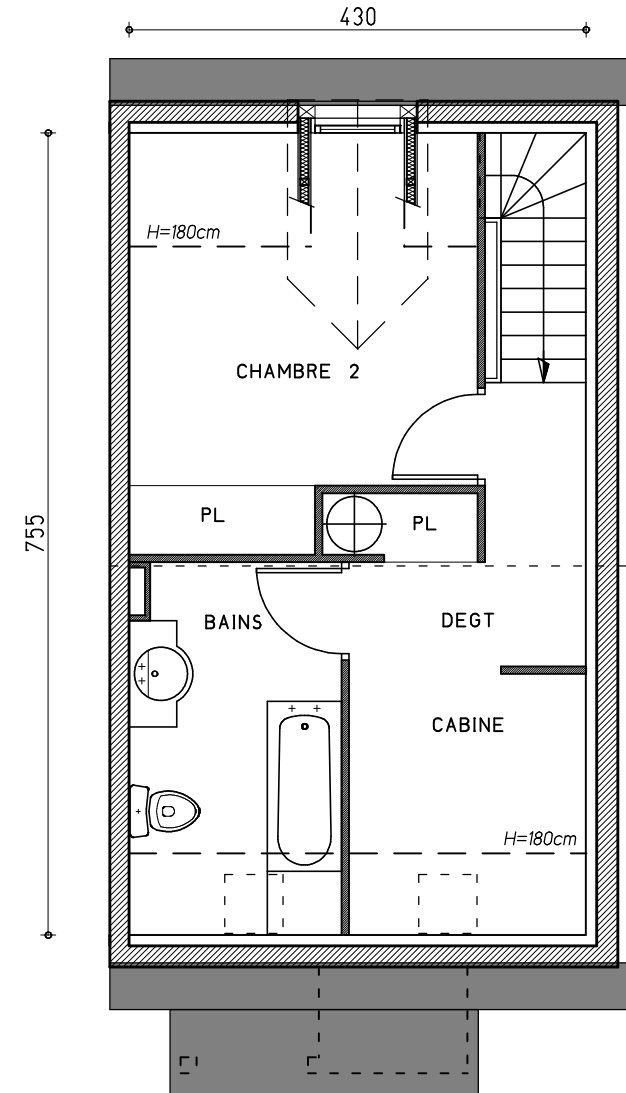 430
H=180cm
CHAMBRE 2
PL
PL
755
BAINS
DEGT
CABINE
H=180cm